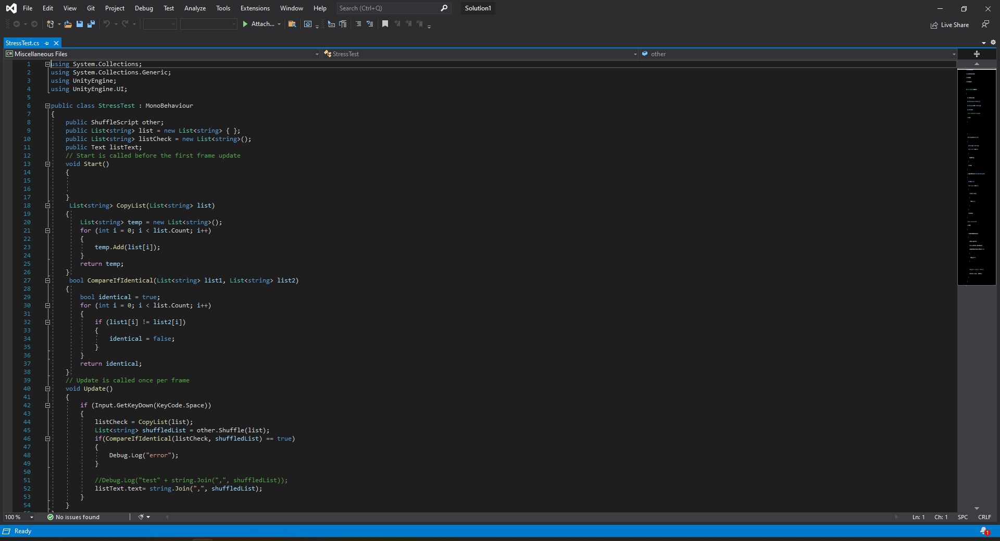 File Edit View Git Project Debug Test Analyze Tools Extensions Window Help Search (Ctrl+Q) Solution1
Attach... Live Share
StressTest.cs
C# Miscellaneous Files StressTest other
1 using System.Collections;
2 using System.Collections.Generic;
3 using UnityEngine;
4 using UnityEngine.UI;
5
6 public class StressTest : MonoBehaviour
7 {
8 public ShuffleScript other;
9 public List<string> list = new List<string> { };
10 public List<string> listCheck = new List<string>();
11 public Text listText;
12 // Start is called before the first frame update
13 void Start()
14 {
15
16
17 }
18 List<string> CopyList(List<string> list)
19 {
20 List<string> temp = new List<string>();
21 for (int i = 0; i < list.Count; i++)
22 {
23 temp.Add(list[i]);
24 }
25 return temp;
26 }
27 bool CompareIfIdentical(List<string> list1, List<string> list2)
28 {
29 bool identical = true;
30 for (int i = 0; i < list.Count; i++)
31 {
32 if (list1[i] != list2[i])
33 {
34 identical = false;
35 }
36 }
37 return identical;
38 }
39 // Update is called once per frame
40 void Update()
41 {
42 if (Input.GetKeyDown(KeyCode.Space))
43 {
44 listCheck = CopyList(list);
45 List<string> shuffledList = other.Shuffle(list);
46 if(CompareIfIdentical(listCheck, shuffledList) == true)
47 {
48 Debug.Log("error");
49 }
50
51 //Debug.Log("test" + string.Join(",", shuffledList));
52 listText.text= string.Join(",", shuffledList);
53 }
54 }
100 % No issues found Ln: 1 Ch: 1 SPC CRLF
Ready 1